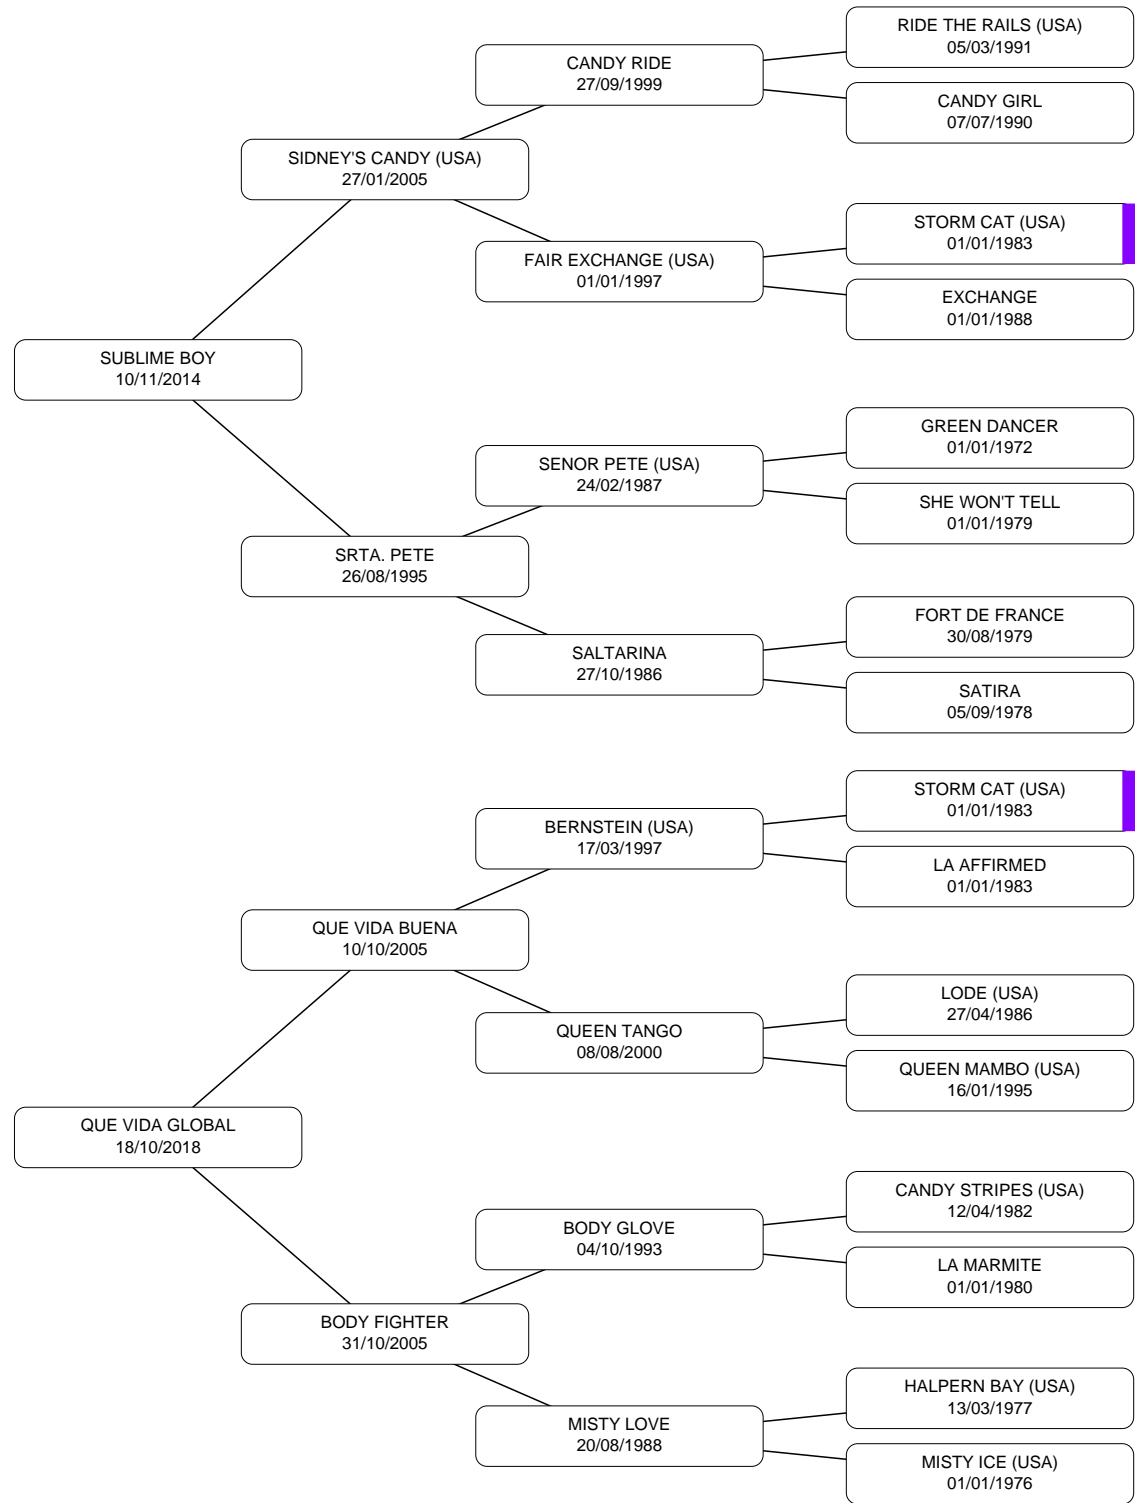 RIDE THE RAILS (USA)
05/03/1991
CANDY RIDE
27/09/1999
CANDY GIRL
07/07/1990
SIDNEY'S CANDY (USA)
27/01/2005
STORM CAT (USA)
01/01/1983
FAIR EXCHANGE (USA)
01/01/1997
EXCHANGE
01/01/1988
SUBLIME BOY
10/11/2014
GREEN DANCER
01/01/1972
SENOR PETE (USA)
24/02/1987
SHE WON'T TELL
01/01/1979
SRTA. PETE
26/08/1995
FORT DE FRANCE
30/08/1979
SALTARINA
27/10/1986
SATIRA
05/09/1978
STORM CAT (USA)
01/01/1983
BERNSTEIN (USA)
17/03/1997
LA AFFIRMED
01/01/1983
QUE VIDA BUENA
10/10/2005
LODE (USA)
27/04/1986
QUEEN TANGO
08/08/2000
QUEEN MAMBO (USA)
16/01/1995
QUE VIDA GLOBAL
18/10/2018
CANDY STRIPES (USA)
12/04/1982
BODY GLOVE
04/10/1993
LA MARMITE
01/01/1980
BODY FIGHTER
31/10/2005
HALPERN BAY (USA)
13/03/1977
MISTY LOVE
20/08/1988
MISTY ICE (USA)
01/01/1976